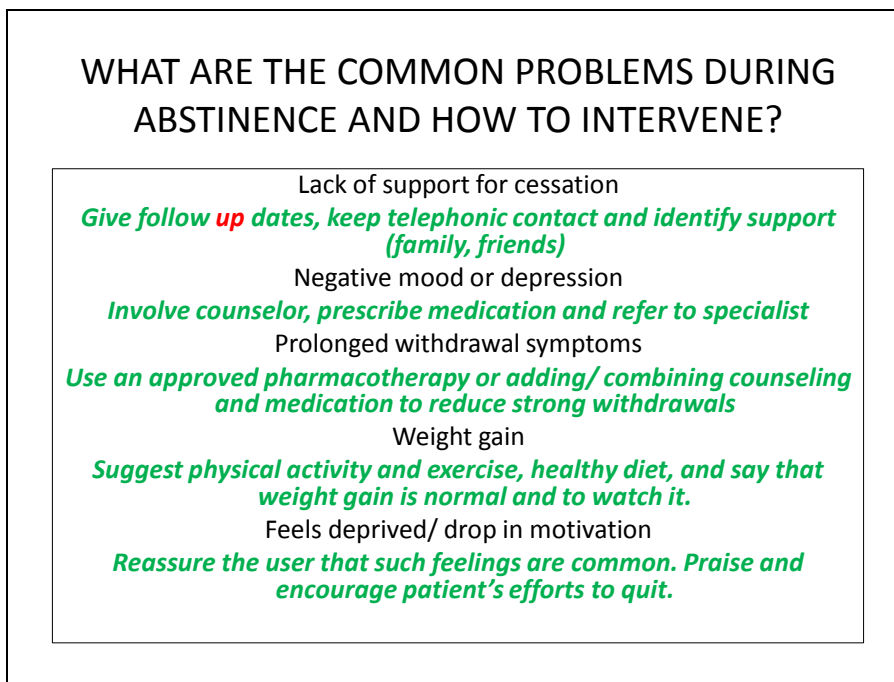 WHAT ARE THE COMMON PROBLEMS DURING
ABSTINENCE AND HOW TO INTERVENE?
Lack of support for cessation
Give follow up dates, keep telephonic contact and identify support
(family, friends)
Negative mood or depression
Involve counselor, prescribe medication and refer to specialist
Prolonged withdrawal symptoms
Use an approved pharmacotherapy or adding/ combining counseling
and medication to reduce strong withdrawals
Weight gain
Suggest physical activity and exercise, healthy diet, and say that
weight gain is normal and to watch it.
Feels deprived/ drop in motivation
Reassure the user that such feelings are common. Praise and
encourage patient’s efforts to quit.